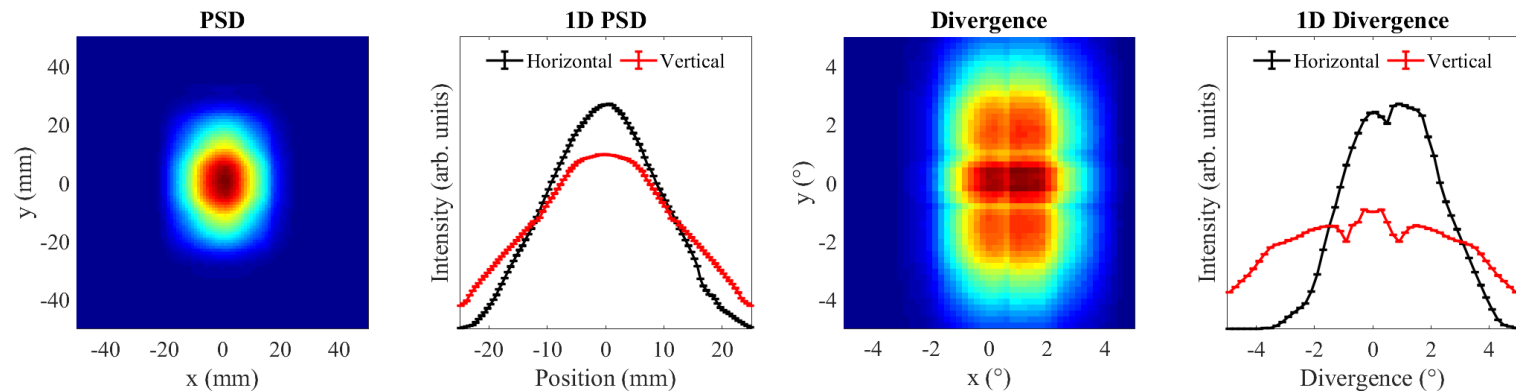 PSD
40
20
0
-20
-40
y (mm)
-40 -20 0 20 40
x (mm)
1D PSD
Horizontal Vertical
Intensity (arb. units)
-20 -10 0 10 20
Position (mm)
Divergence
4
2
0
-2
-4
y (°)
-4 -2 0 2 4
x (°)
1D Divergence
Horizontal Vertical
Intensity (arb. units)
-4 -2 0 2 4
Divergence (°)